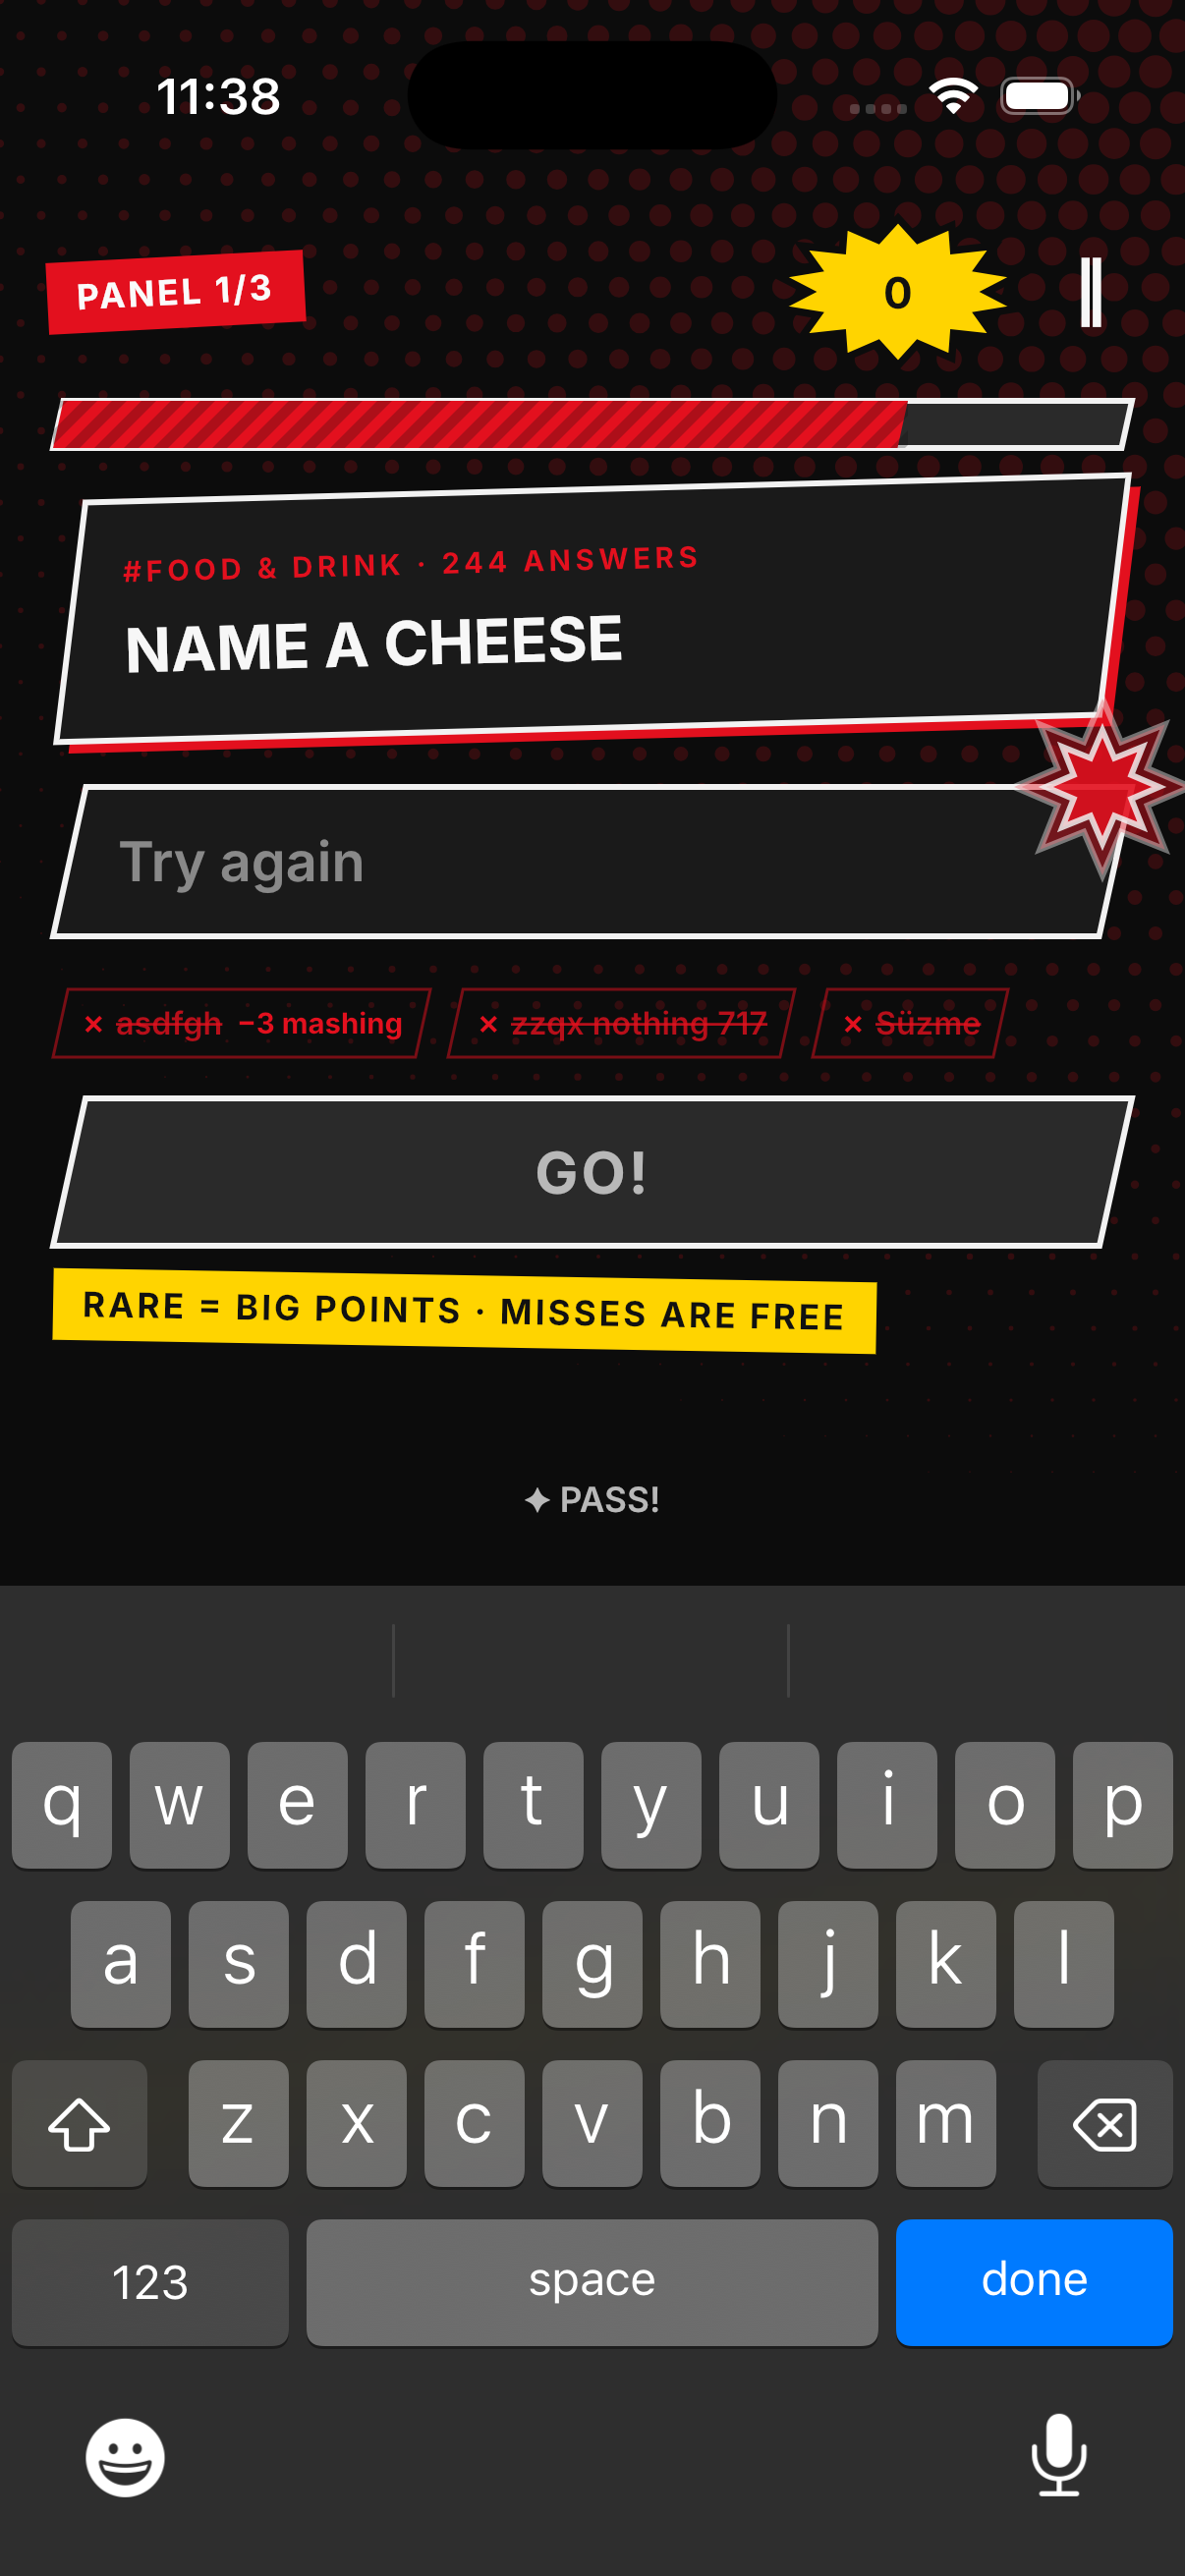 11:38
PANEL 1/3
0
#FOOD & DRINK · 244 ANSWERS
NAME A CHEESE
Try again
× asdfgh −3 mashing × zzqx nothing 717 × Süzme
GO!
RARE = BIG POINTS · MISSES ARE FREE
✦ PASS!
q w e r t y u i o p
a s d f g h j k l
z x c v b n m
123 space done